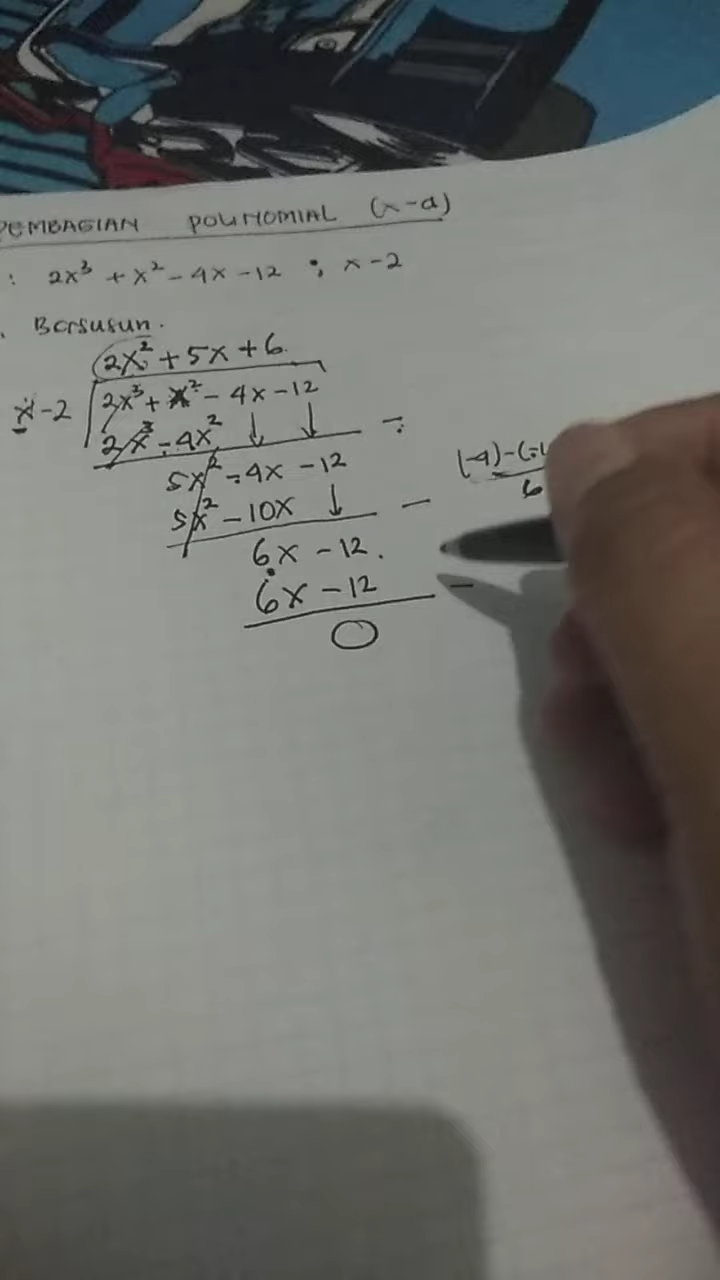 PEMBAGIAN POLINOMIAL (x-a)
: 2x³ + x² - 4x - 12 : x - 2
. Bersusun.
2x² + 5x + 6
x-2 2x³ + x² - 4x - 12
2x³ - 4x²
5x² - 4x - 12
(-4)-(-1
5x² - 10x -
6
6x - 12.
6x - 12 -
0